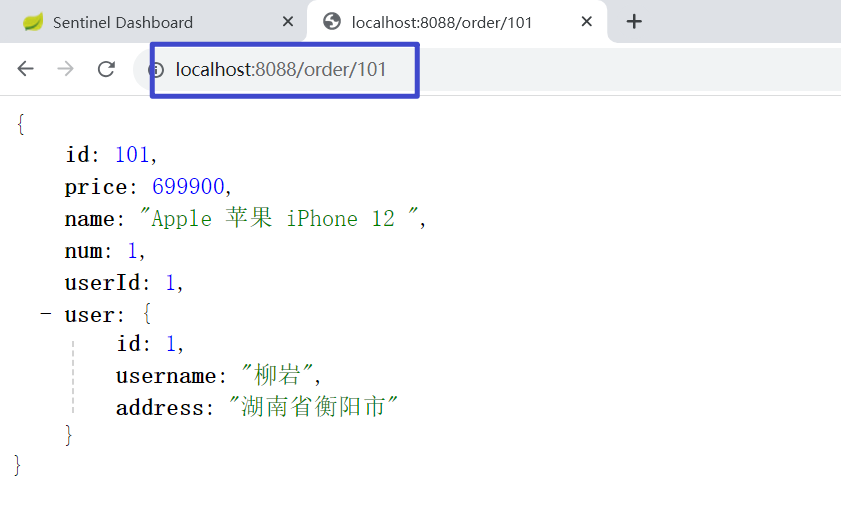 Sentinel Dashboard
localhost:8088/order/101
localhost:8088/order/101
{
id: 101,
price: 699900,
name: "Apple 苹果 iPhone 12 ",
num: 1,
userId: 1,
- user: {
id: 1,
username: "柳岩",
address: "湖南省衡阳市"
}
}